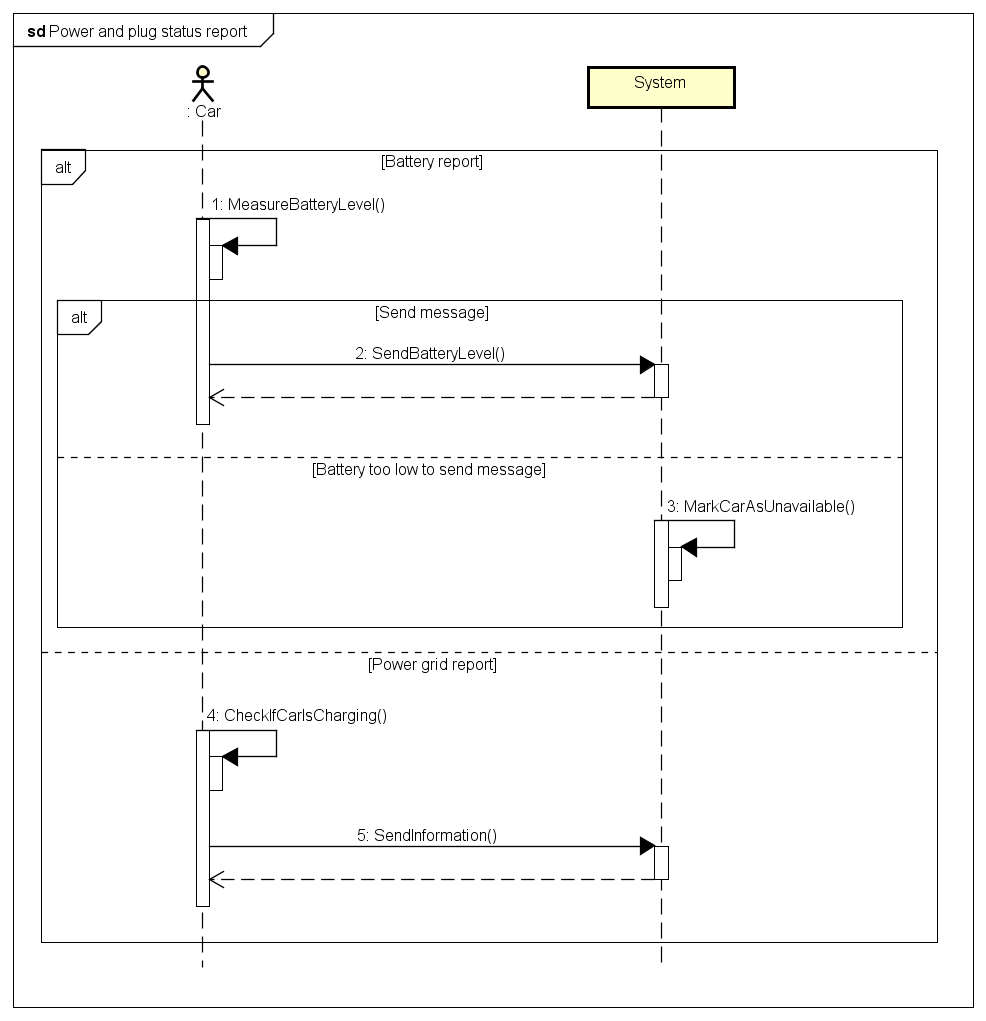 sd Power and plug status report
: Car
System
alt
[Battery report]
1: MeasureBatteryLevel()
alt
[Send message]
2: SendBatteryLevel()
[Battery too low to send message]
3: MarkCarAsUnavailable()
[Power grid report]
4: CheckIfCarIsCharging()
5: SendInformation()